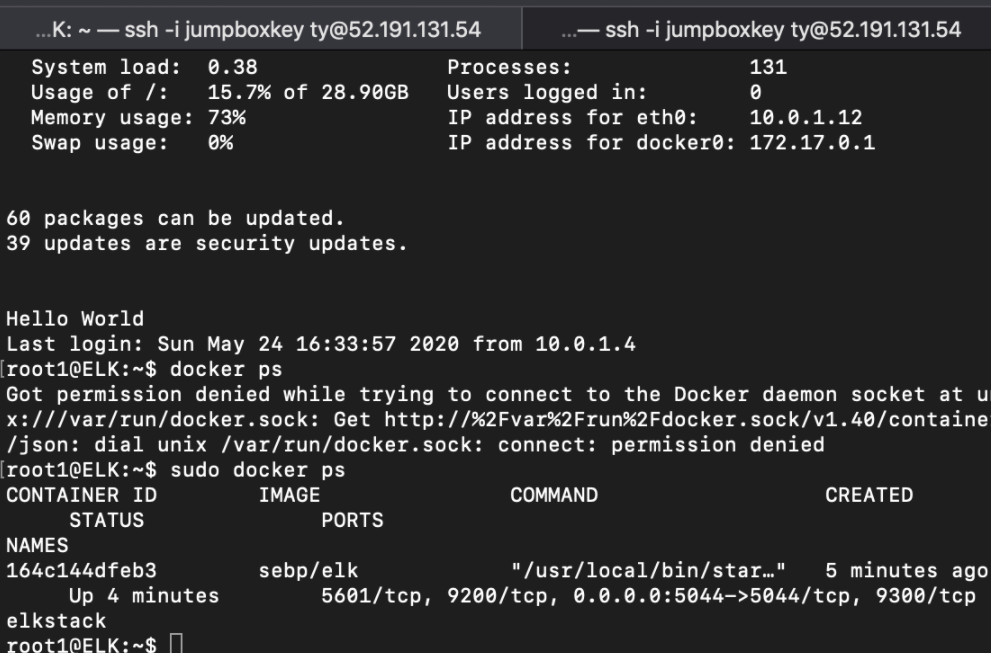 ...K: ~ — ssh -i jumpboxkey ty@52.191.131.54
...— ssh -i jumpboxkey ty@52.191.131.54
System load: 0.38 Processes: 131
Usage of /: 15.7% of 28.90GB Users logged in: 0
Memory usage: 73% IP address for eth0: 10.0.1.12
Swap usage: 0% IP address for docker0: 172.17.0.1
60 packages can be updated.
39 updates are security updates.
Hello World
Last login: Sun May 24 16:33:57 2020 from 10.0.1.4
[root1@ELK:~$ docker ps
Got permission denied while trying to connect to the Docker daemon socket at un
x:///var/run/docker.sock: Get http://%2Fvar%2Frun%2Fdocker.sock/v1.40/containe
/json: dial unix /var/run/docker.sock: connect: permission denied
[root1@ELK:~$ sudo docker ps
CONTAINER ID IMAGE COMMAND CREATED
STATUS PORTS
NAMES
164c144dfeb3 sebp/elk "/usr/local/bin/star…" 5 minutes ago
Up 4 minutes 5601/tcp, 9200/tcp, 0.0.0.0:5044->5044/tcp, 9300/tcp
elkstack
root1@ELK:~$